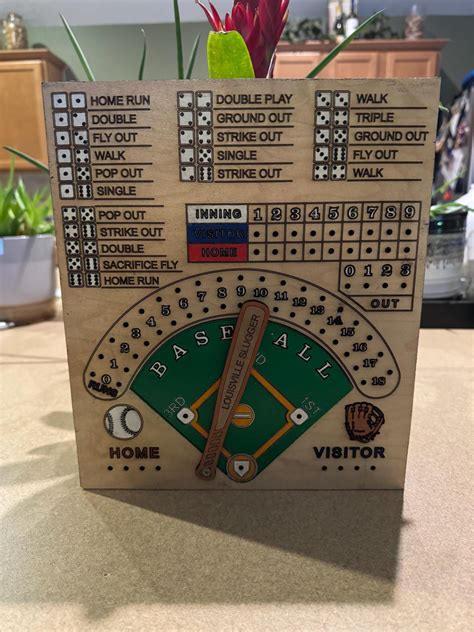 HOME RUN
DOUBLE
FLY OUT
WALK
POP OUT
SINGLE
POP OUT
STRIKE OUT
DOUBLE
SACRIFICE FLY
HOME RUN
DOUBLE PLAY
GROUND OUT
STRIKE OUT
SINGLE
STRIKE OUT
WALK
TRIPLE
GROUND OUT
FLY OUT
WALK
INNING 1 2 3 4 5 6 7 8 9
VISITOR
HOME
0 1 2 3
OUT
0 1 2 3 4 5 6 7 8 9 10 11 12 13 14 15 16 17 18
RUNS
BASEBALL
LOUISVILLE SLUGGER
3RD
1ST
HOME
VISITOR